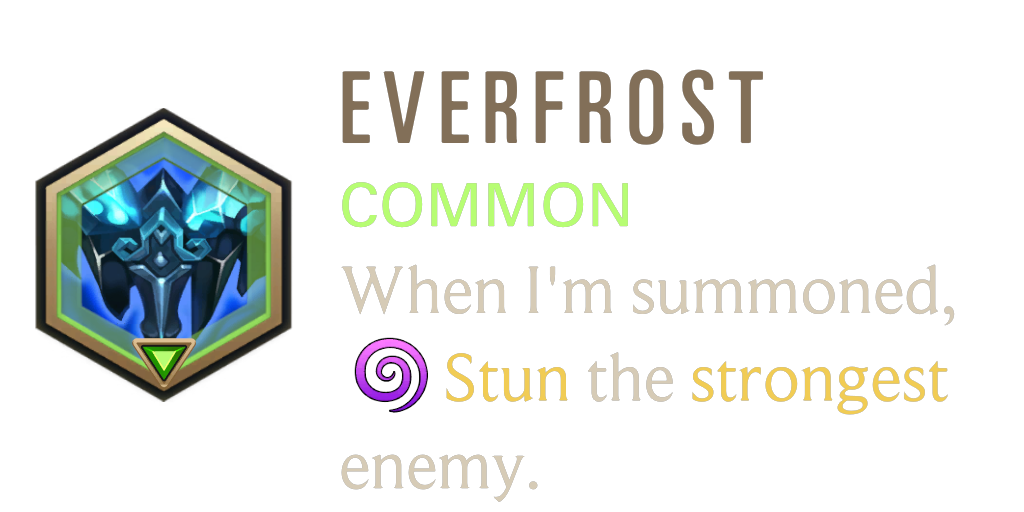 EVERFROST
COMMON
When I'm summoned,
Stun the strongest
enemy.